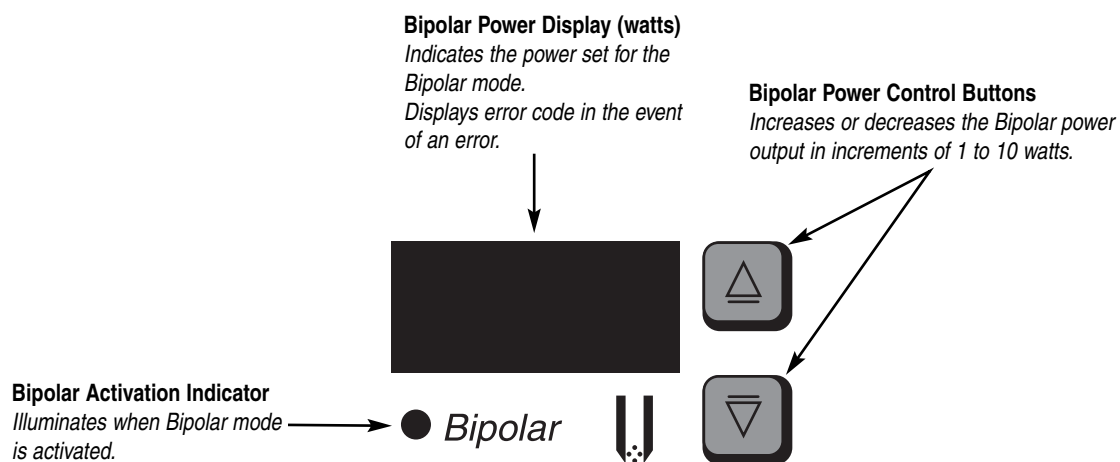 Bipolar Power Display (watts)
Indicates the power set for the
Bipolar mode.
Displays error code in the event
of an error.
Bipolar Power Control Buttons
Increases or decreases the Bipolar power
output in increments of 1 to 10 watts.
Bipolar Activation Indicator
Illuminates when Bipolar mode
is activated.
Bipolar